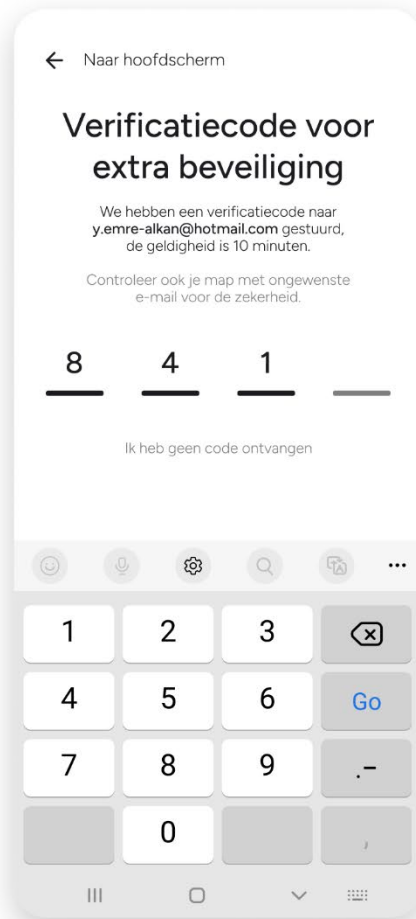 Naar hoofdscherm
Verificatiecode voor
extra beveiliging
We hebben een verificatiecode naar
y.emre-alkan@hotmail.com gestuurd,
de geldigheid is 10 minuten.
Controleer ook je map met ongewenste
e-mail voor de zekerheid.
8 4 1
Ik heb geen code ontvangen
1 2 3
4 5 6 Go
7 8 9 .-
0 ,